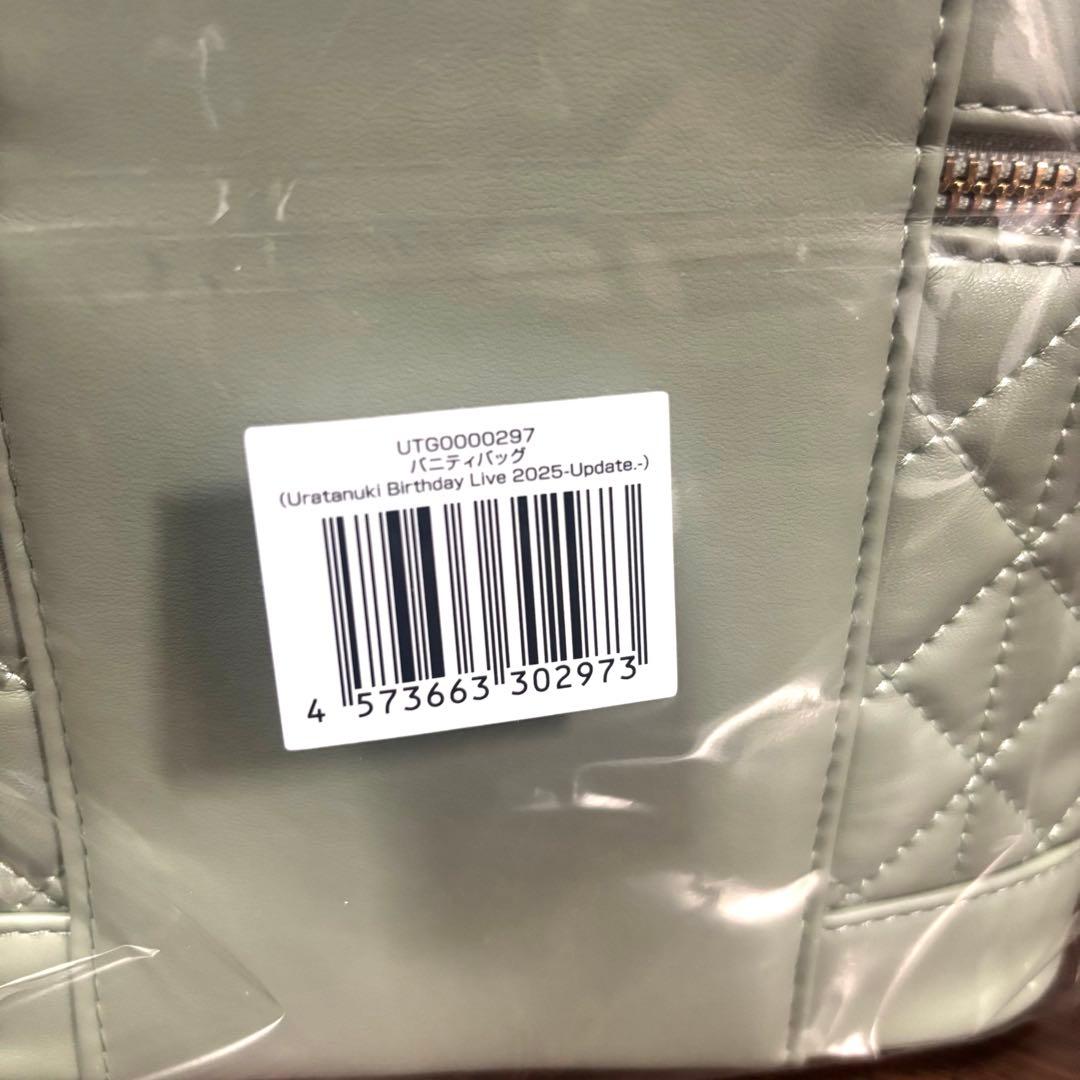 UTG0000297
バニティバッグ
(Uratanuki Birthday Live 2025-Update.-)
4 573663 302973